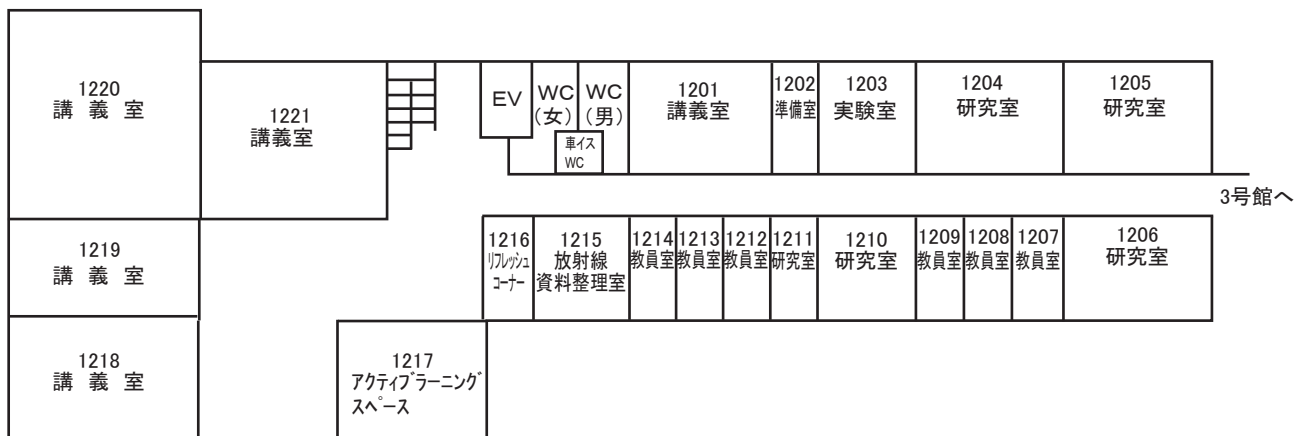 1220
講 義 室
1221
講義室
EV
WC
(女)
WC
(男)
車イス
WC
1201
講義室
1202
準備室
1203
実験室
1204
研究室
1205
研究室
3号館へ
1219
講 義 室
1216
リフレッシュ
コーナー
1215
放射線
資料整理室
1214
教員室
1213
教員室
1212
教員室
1211
研究室
1210
研究室
1209
教員室
1208
教員室
1207
教員室
1206
研究室
1218
講 義 室
1217
アクティブラーニング
スペース